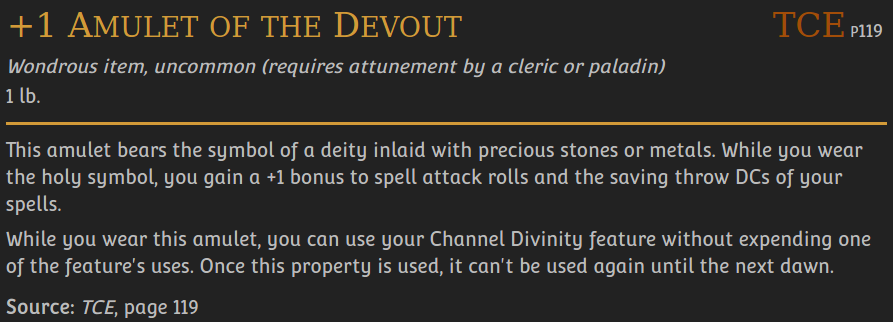 +1 Amulet of the Devout TCE p119
Wondrous item, uncommon (requires attunement by a cleric or paladin)
1 lb.
This amulet bears the symbol of a deity inlaid with precious stones or metals. While you wear
the holy symbol, you gain a +1 bonus to spell attack rolls and the saving throw DCs of your
spells.
While you wear this amulet, you can use your Channel Divinity feature without expending one
of the feature's uses. Once this property is used, it can't be used again until the next dawn.
Source: TCE, page 119